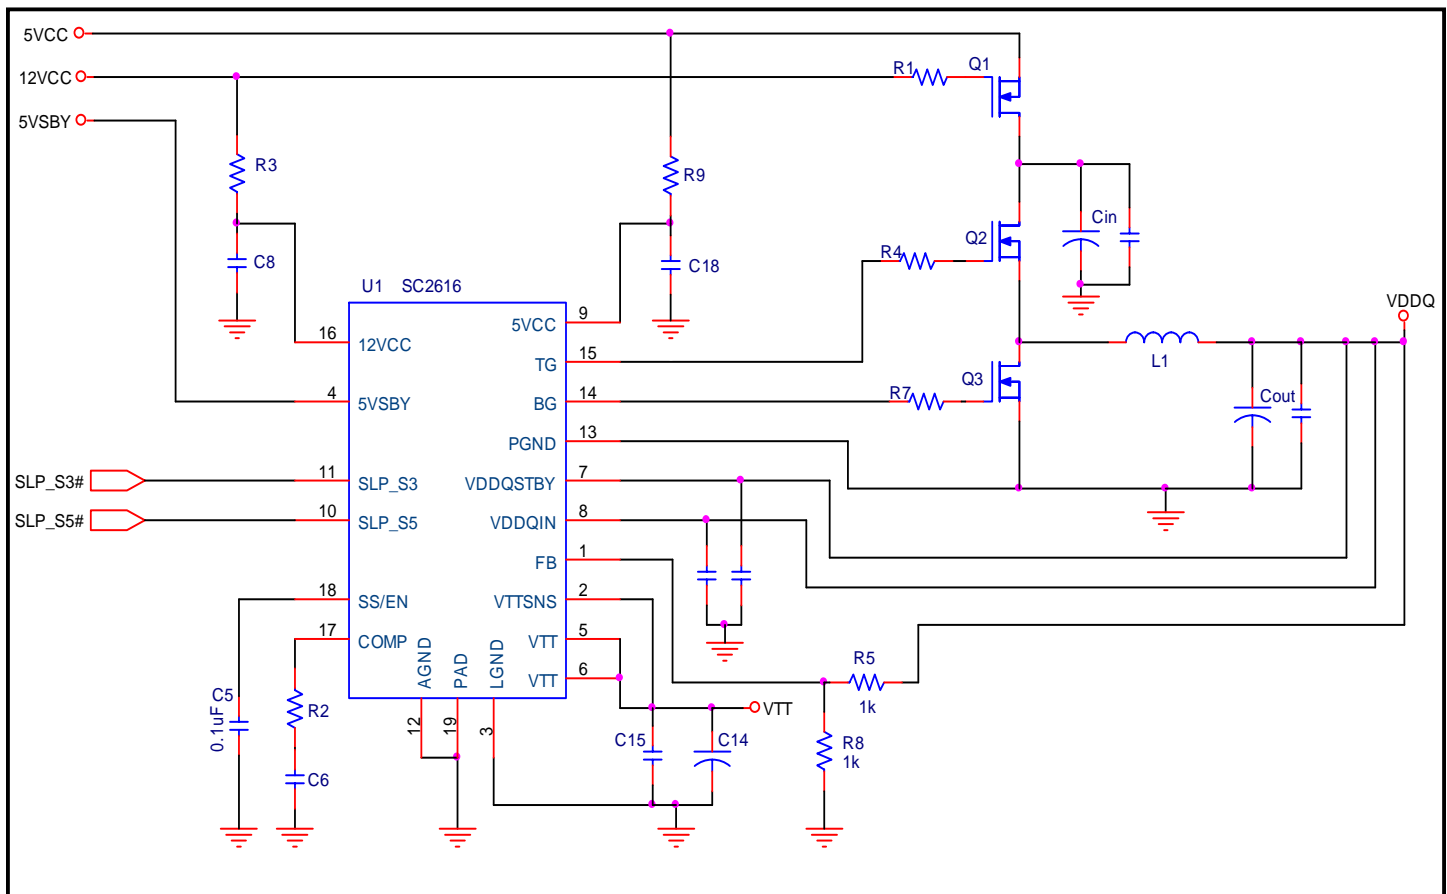 5VCC
12VCC
5VSBY
R1
Q1
R3
R9
C8
C18
Cin
R4
Q2
U1 SC2616
VDDQ
16
12VCC
4
5VSBY
11
SLP_S3
10
SLP_S5
18
SS/EN
17
COMP
5VCC
9
TG
15
BG
14
PGND
13
VDDQSTBY
7
VDDQIN
8
FB
1
VTTSNS
2
VTT
5
VTT
6
AGND
PAD
LGND
12
19
3
SLP_S3#
SLP_S5#
R7
Q3
L1
Cout
C5
0.1uF
R2
C6
C15
C14
VTT
R5
1k
R8
1k